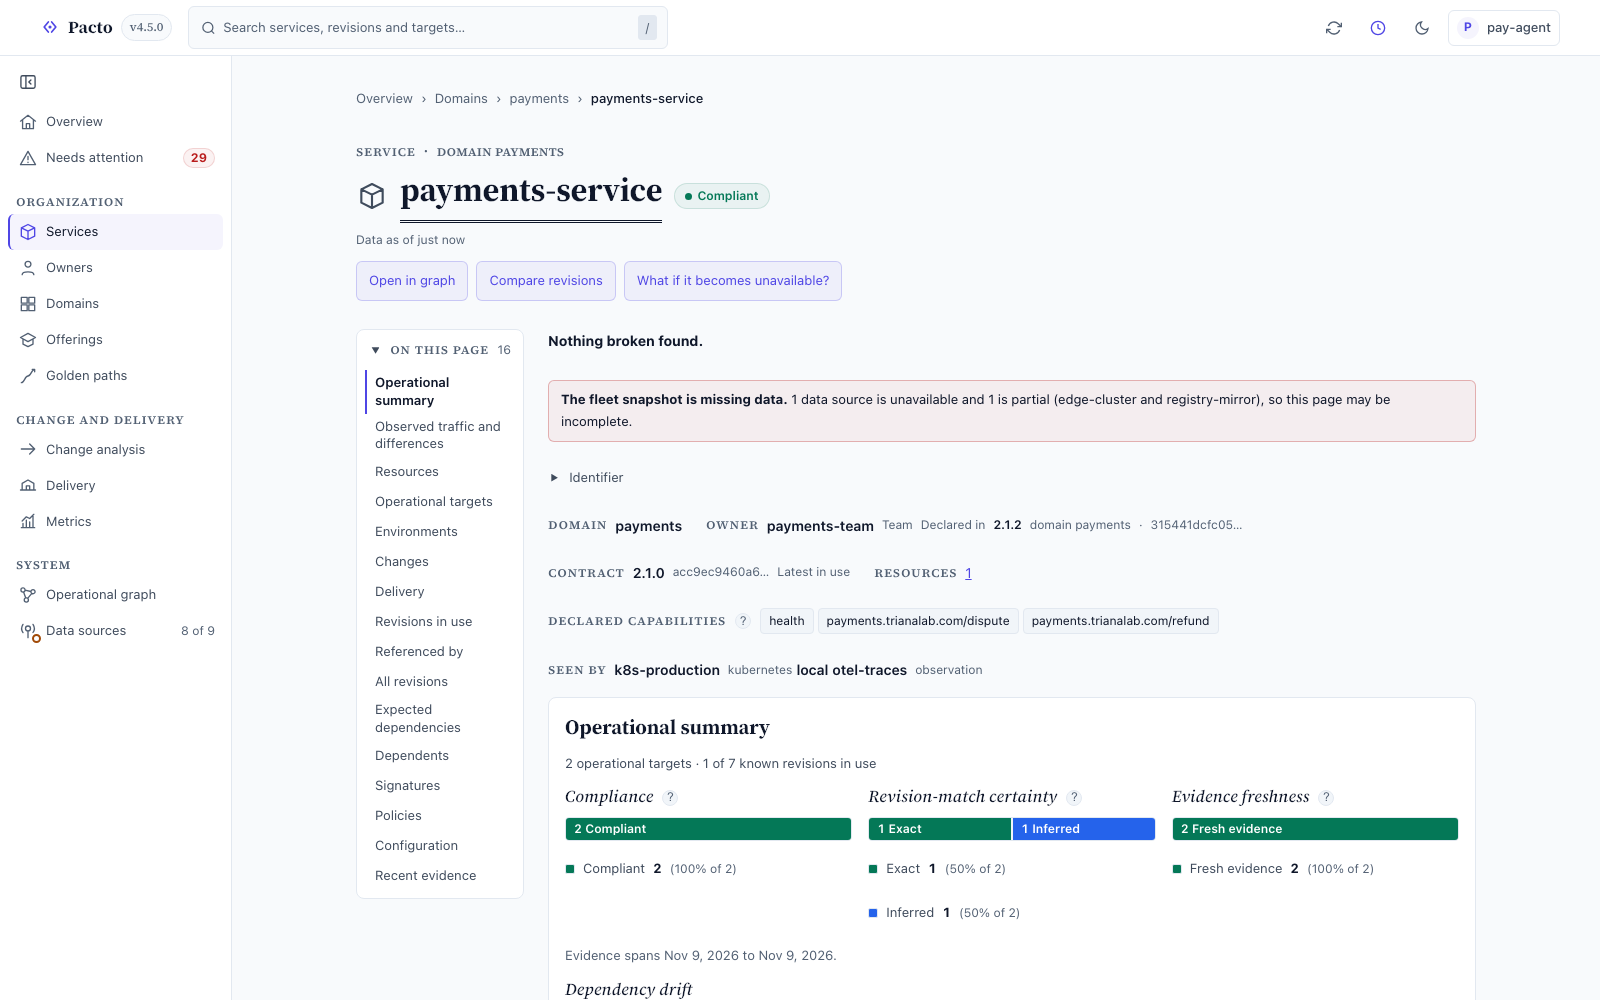 Pacto v4.5.0 Search services, revisions and targets... / P pay-agent
Overview
Needs attention 29
ORGANIZATION
Services
Owners
Domains
Offerings
Golden paths
CHANGE AND DELIVERY
Change analysis
Delivery
Metrics
SYSTEM
Operational graph
Data sources 8 of 9
Overview › Domains › payments › payments-service
SERVICE · DOMAIN PAYMENTS
payments-service Compliant
Data as of just now
Open in graph Compare revisions What if it becomes unavailable?
ON THIS PAGE 16
Operational
summary
Observed traffic and
differences
Resources
Operational targets
Environments
Changes
Delivery
Revisions in use
Referenced by
All revisions
Expected
dependencies
Dependents
Signatures
Policies
Configuration
Recent evidence
Nothing broken found.
The fleet snapshot is missing data. 1 data source is unavailable and 1 is partial (edge-cluster and registry-mirror), so this page may be
incomplete.
Identifier
DOMAIN payments OWNER payments-team Team Declared in 2.1.2 domain payments · 315441dcfc05...
CONTRACT 2.1.0 acc9ec9460a6... Latest in use RESOURCES 1
DECLARED CAPABILITIES ? health payments.trianalab.com/dispute payments.trianalab.com/refund
SEEN BY k8s-production kubernetes local otel-traces observation
Operational summary
2 operational targets · 1 of 7 known revisions in use
Compliance ? Revision-match certainty ? Evidence freshness ?
2 Compliant 1 Exact 1 Inferred 2 Fresh evidence
Compliant 2 (100% of 2) Exact 1 (50% of 2) Fresh evidence 2 (100% of 2)
Inferred 1 (50% of 2)
Evidence spans Nov 9, 2026 to Nov 9, 2026.
Dependency drift